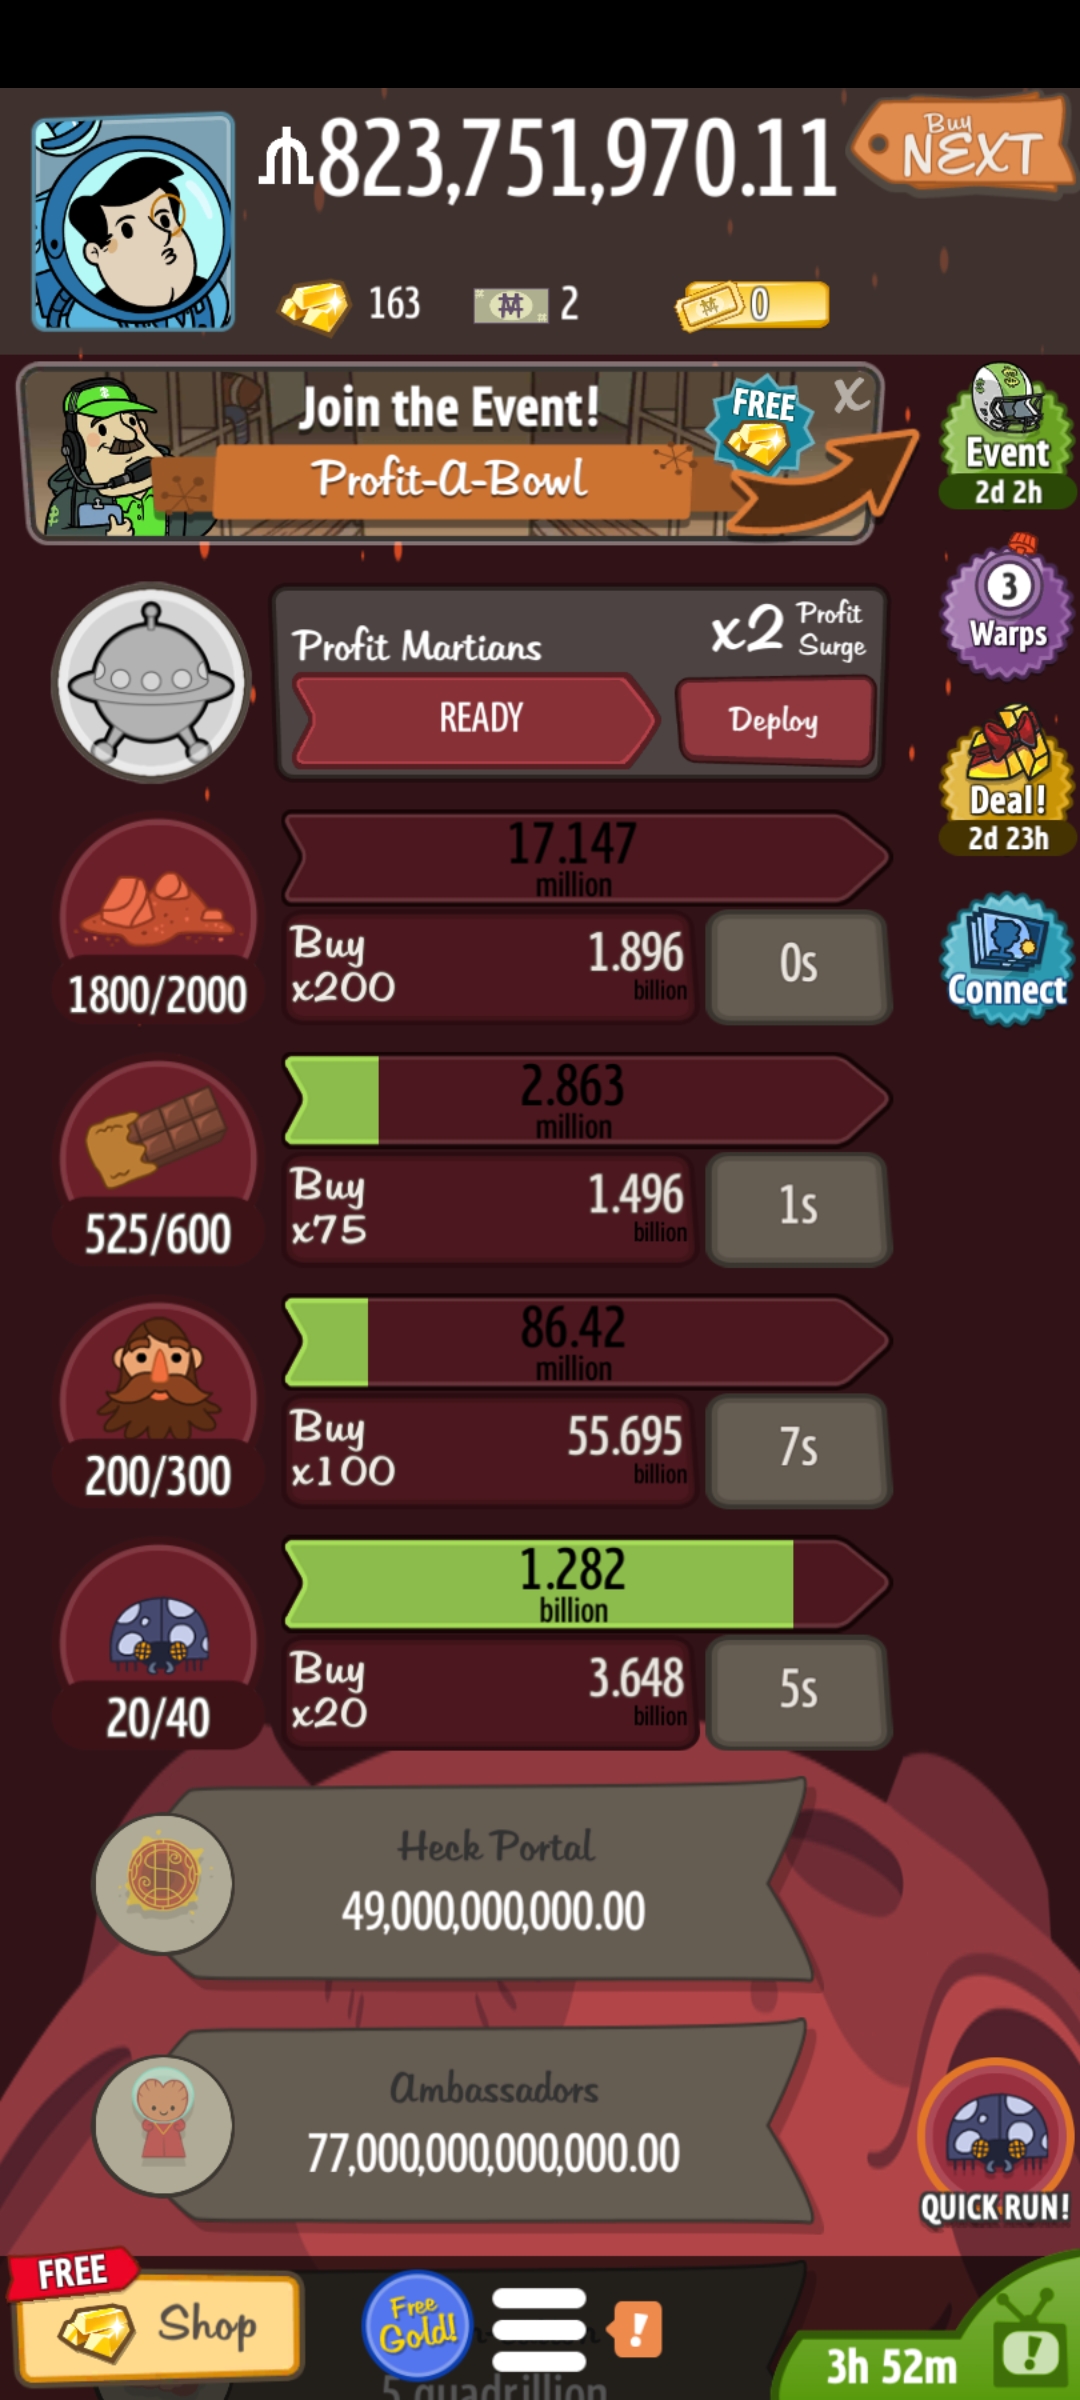 ₼823,751,970.11
Buy
NEXT
163
2
0
Join the Event!
Profit-A-Bowl
FREE
X
Event
2d 2h
3
Warps
Deal!
2d 23h
Connect
Profit Martians
x2 Profit
Surge
READY
Deploy
17.147
million
1800/2000
Buy
x200
1.896
billion
0s
2.863
million
525/600
Buy
x75
1.496
billion
1s
86.42
million
200/300
Buy
x100
55.695
billion
7s
1.282
billion
20/40
Buy
x20
3.648
billion
5s
Heck Portal
49,000,000,000.00
Ambassadors
77,000,000,000,000.00
QUICK RUN!
FREE
Shop
Free
Gold!
!
5 quadrillion
3h 52m
!